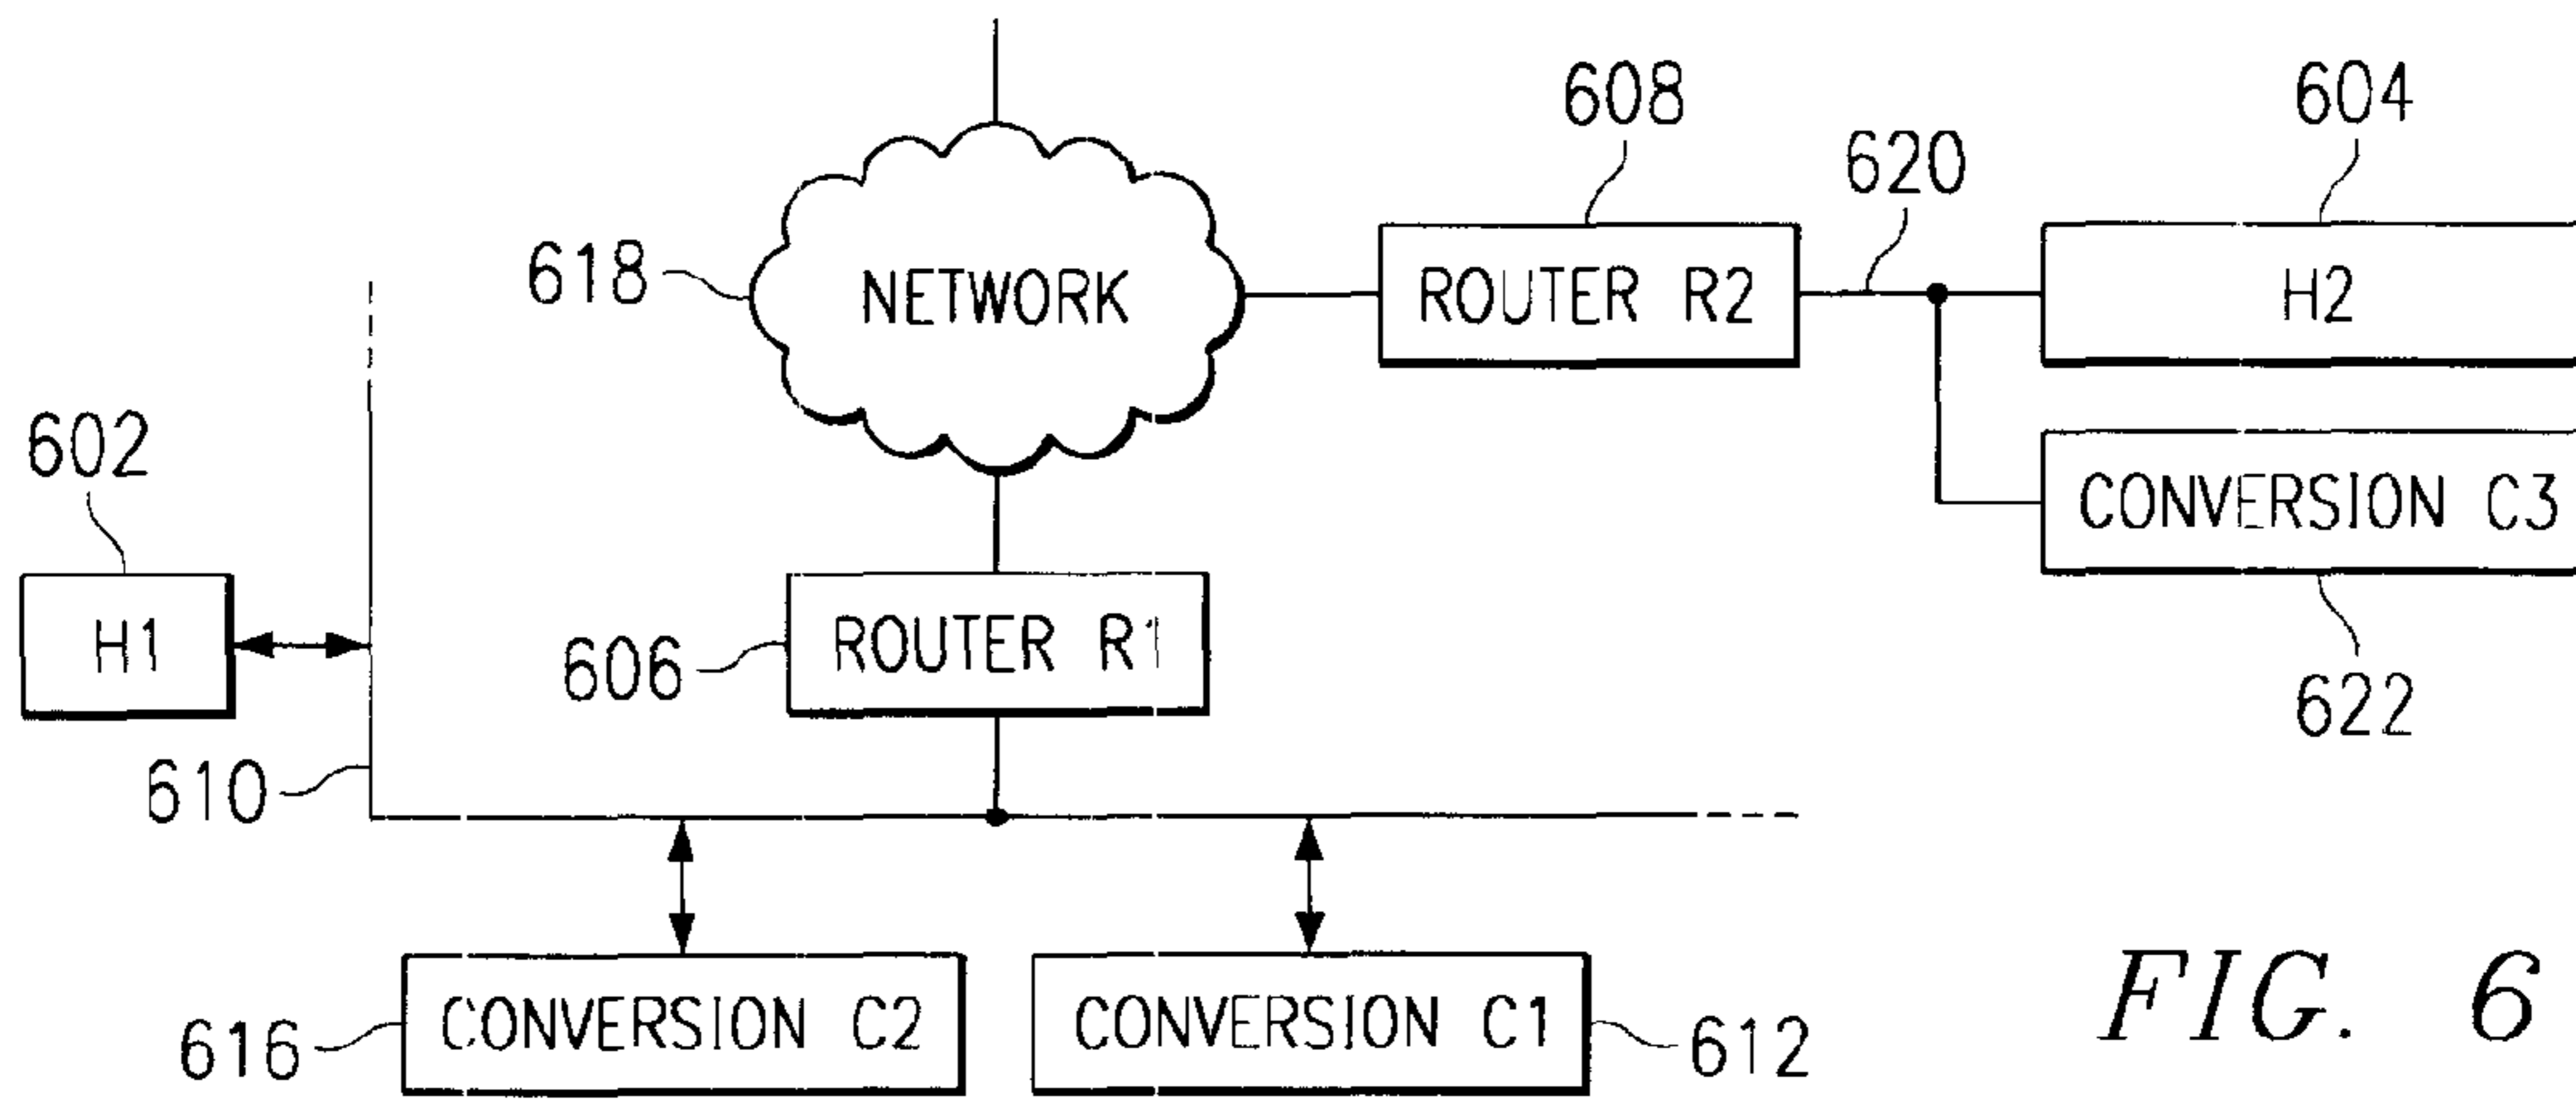 608
604
620
618
NETWORK
ROUTER R2
H2
602
CONVERSION C3
H1
606
ROUTER R1
622
610
616
CONVERSION C2
CONVERSION C1
612
FIG. 6